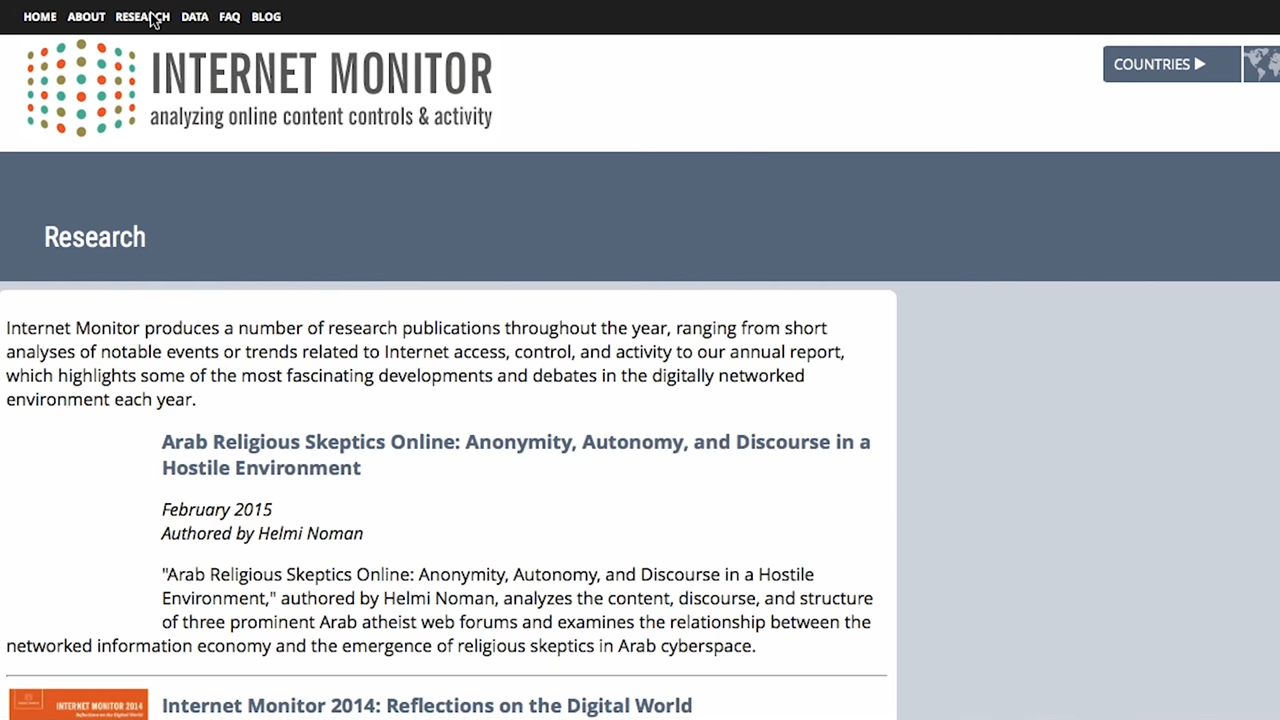 HOME ABOUT RESEARCH DATA FAQ BLOG
INTERNET MONITOR
analyzing online content controls & activity
COUNTRIES
Research
Internet Monitor produces a number of research publications throughout the year, ranging from short
analyses of notable events or trends related to Internet access, control, and activity to our annual report,
which highlights some of the most fascinating developments and debates in the digitally networked
environment each year.
Arab Religious Skeptics Online: Anonymity, Autonomy, and Discourse in a
Hostile Environment
February 2015
Authored by Helmi Noman
"Arab Religious Skeptics Online: Anonymity, Autonomy, and Discourse in a Hostile
Environment," authored by Helmi Noman, analyzes the content, discourse, and structure
of three prominent Arab atheist web forums and examines the relationship between the
networked information economy and the emergence of religious skeptics in Arab cyberspace.
INTERNET MONITOR 2014
Reflections on the Digital World
Internet Monitor 2014: Reflections on the Digital World